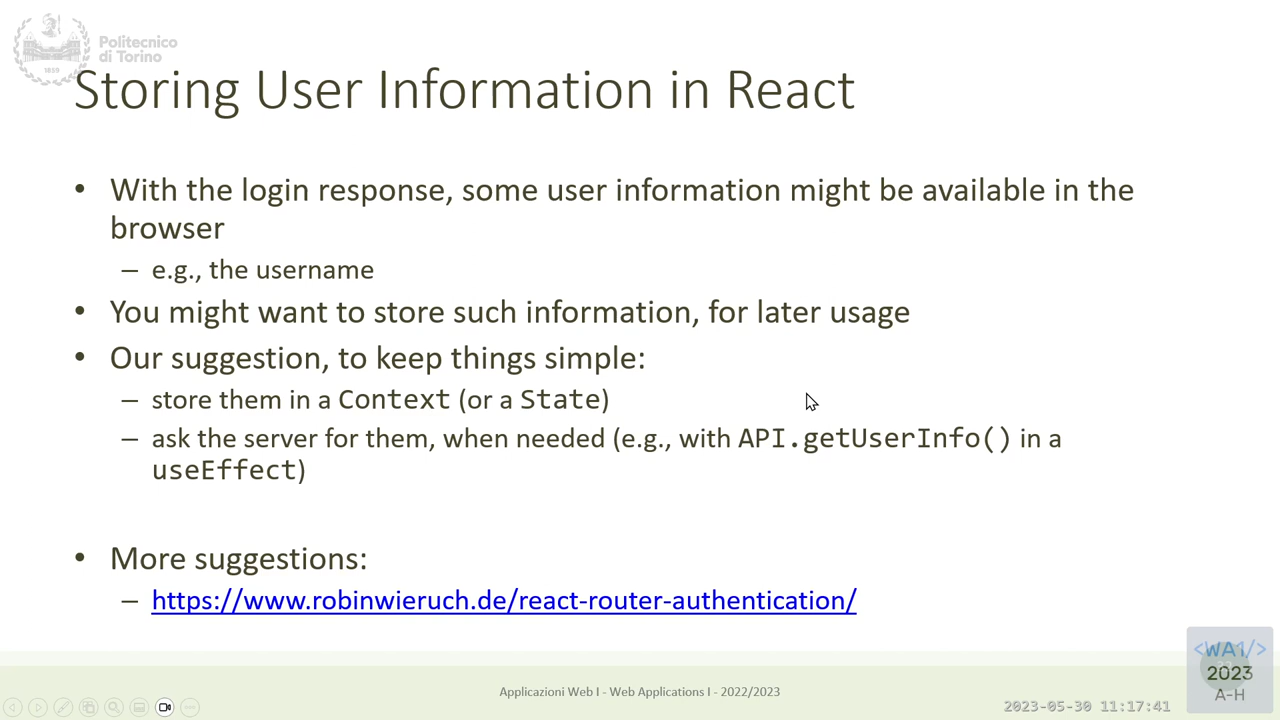 Politecnico
di Torino
1859
Storing User Information in React
• With the login response, some user information might be available in the
browser
– e.g., the username
• You might want to store such information, for later usage
• Our suggestion, to keep things simple:
– store them in a Context (or a State)
– ask the server for them, when needed (e.g., with API.getUserInfo() in a
useEffect)
• More suggestions:
– https://www.robinwieruch.de/react-router-authentication/
Applicazioni Web I - Web Applications I - 2022/2023
2023-05-30 11:17:41
<WA1/>
2023
A-H